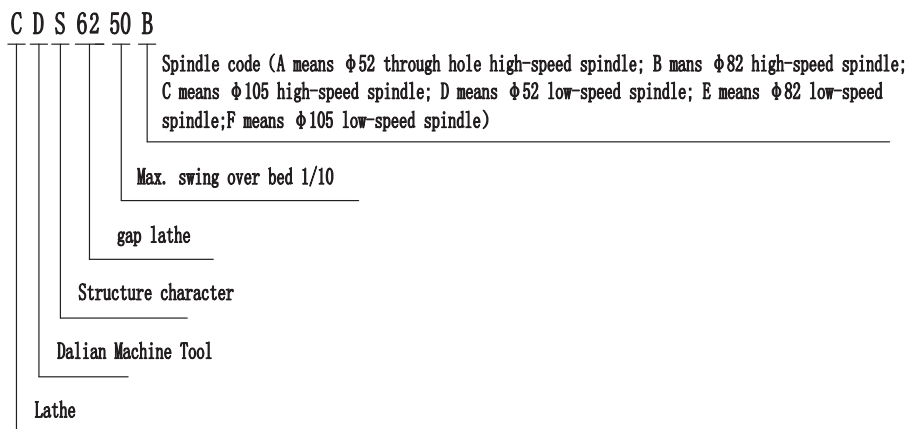 C D S 62 50 B
Spindle code (A means φ52 through hole high-speed spindle; B mans φ82 high-speed spindle;
C means φ105 high-speed spindle; D means φ52 low-speed spindle; E means φ82 low-speed
spindle;F means φ105 low-speed spindle)
Max. swing over bed 1/10
gap lathe
Structure character
Dalian Machine Tool
Lathe